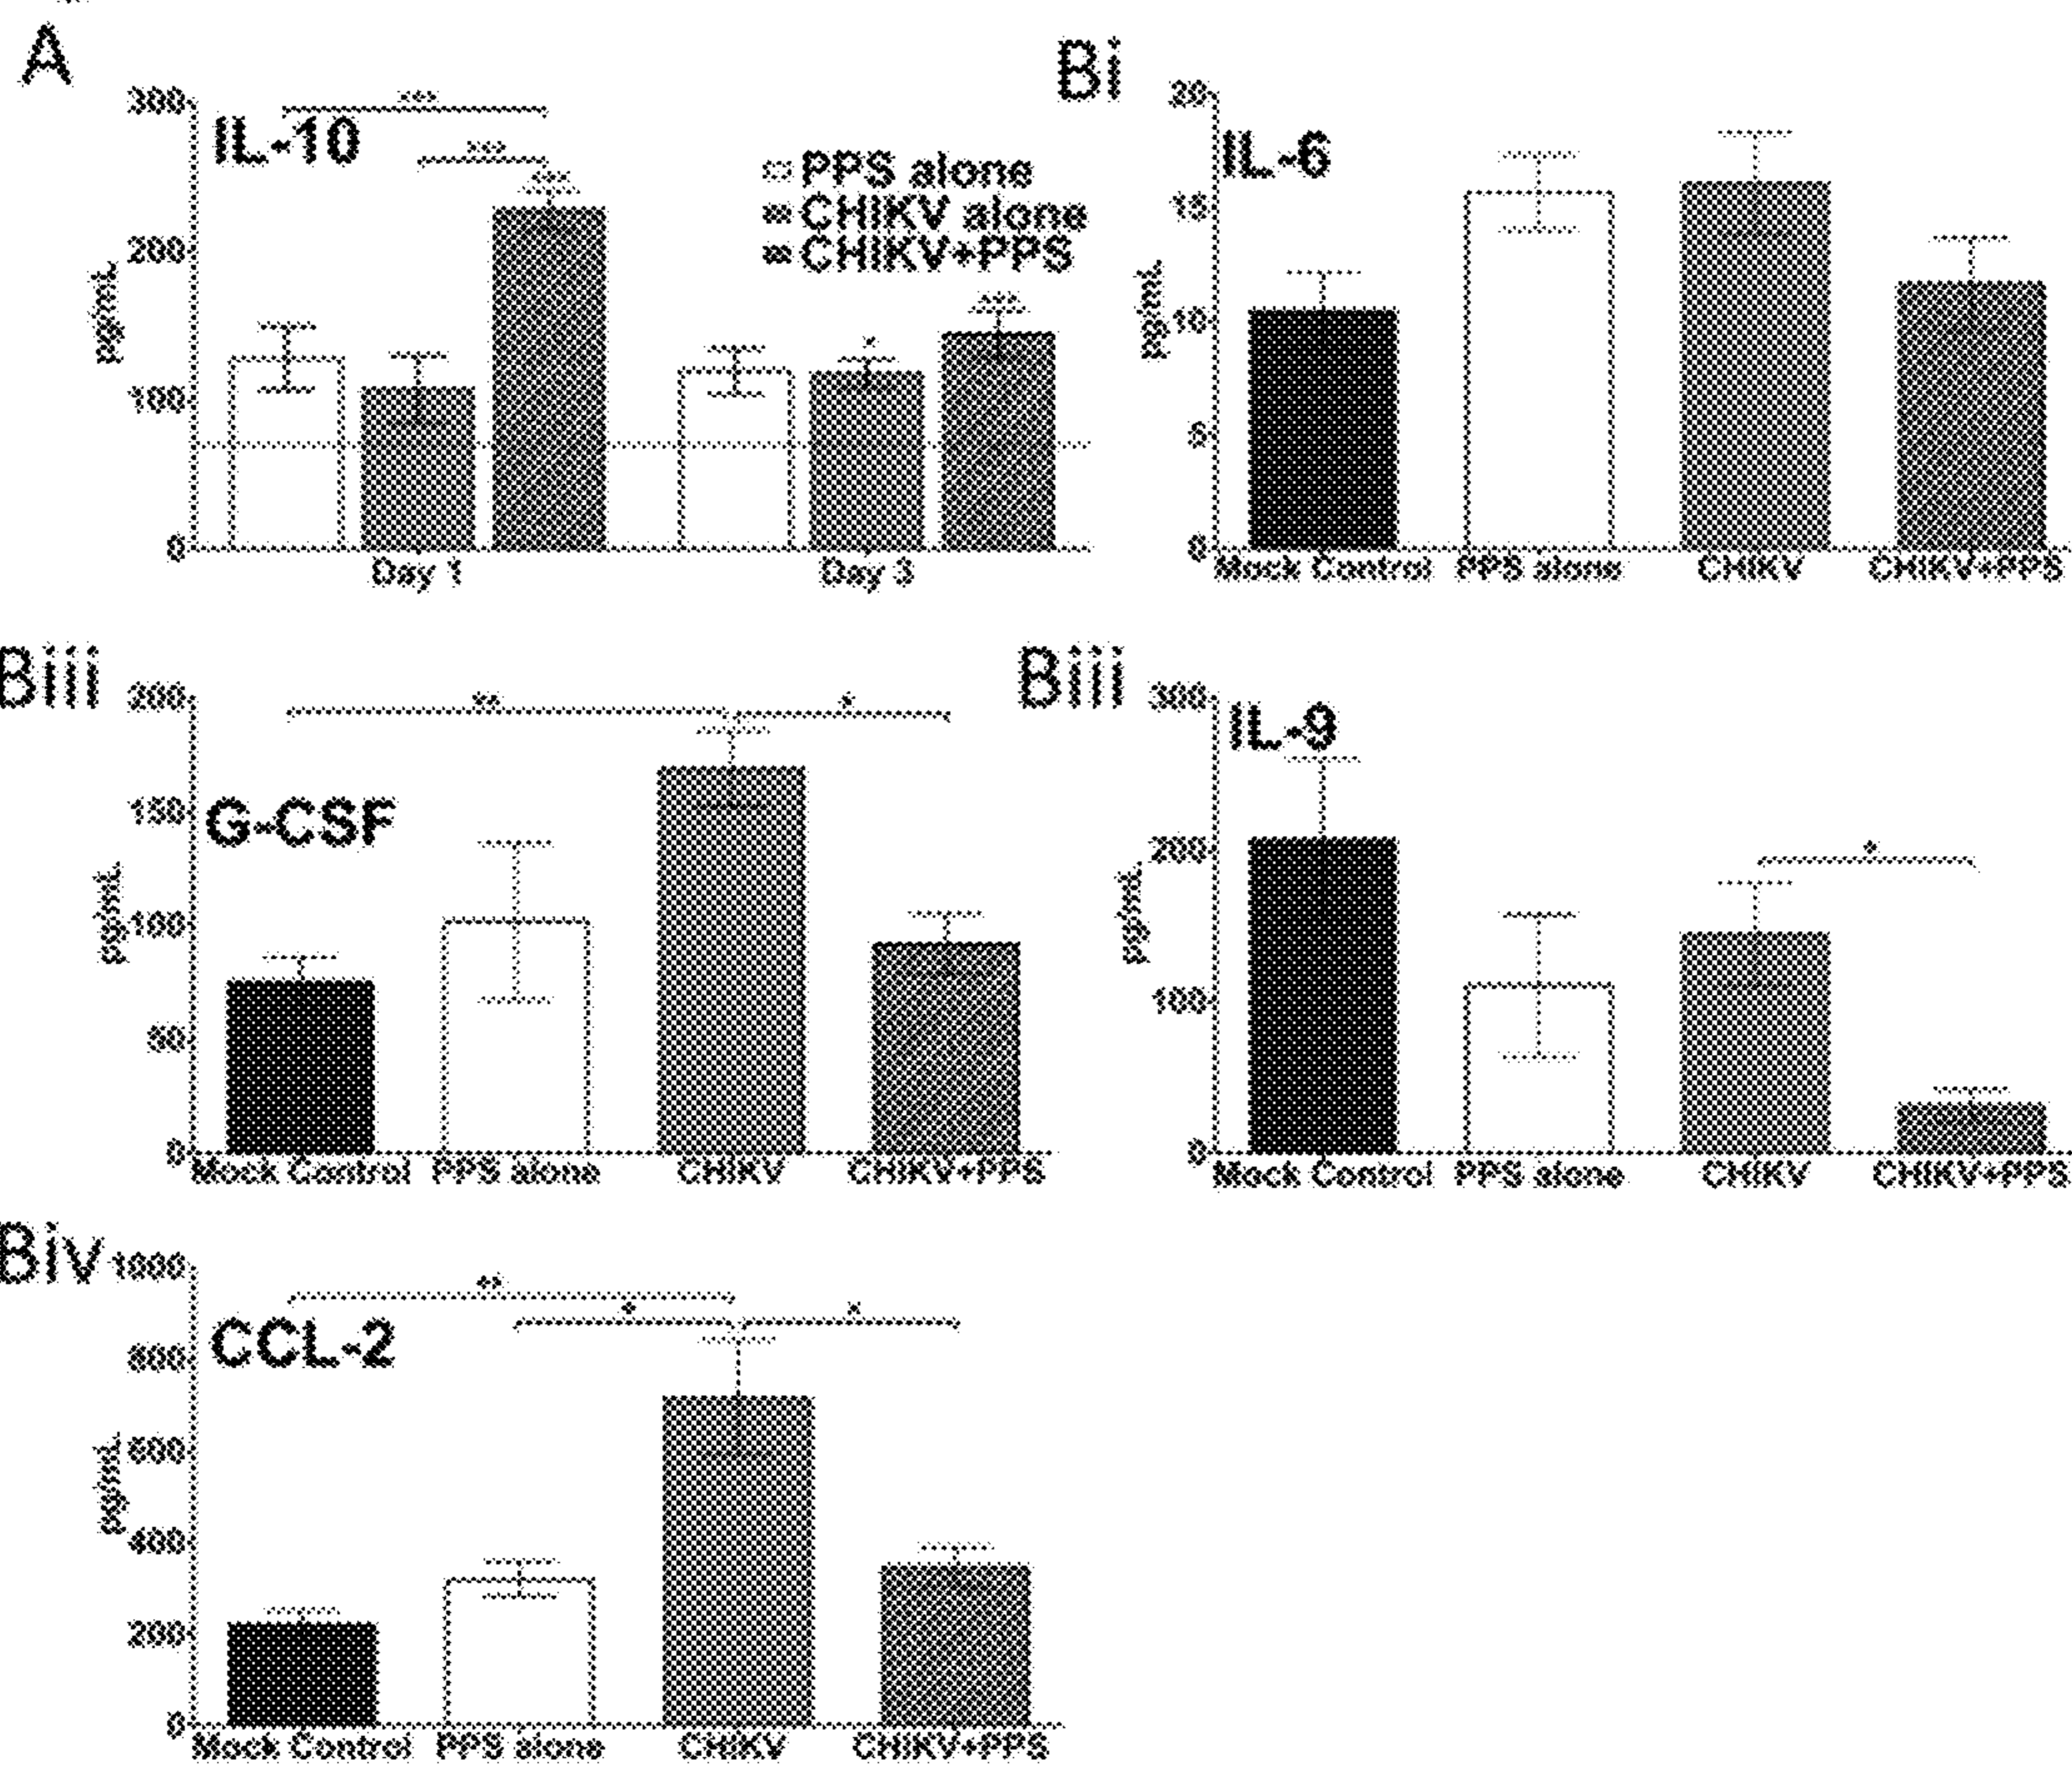 A
300
200
100
0
pg/mL
IL-10
***
***
***
*
***
PPS alone
CHIKV alone
CHIKV+PPS
Day 1 Day 3
Bi
20
15
10
5
0
pg/mL
IL-6
Mock Control PPS alone CHIKV CHIKV+PPS
Biii
200
150
100
50
0
pg/mL
G-CSF
**
*
Mock Control PPS alone CHIKV CHIKV+PPS
Biii
300
200
100
0
pg/mL
IL-9
*
Mock Control PPS alone CHIKV CHIKV+PPS
Biv
1000
800
600
400
200
0
pg/mL
CCL-2
**
*
*
Mock Control PPS alone CHIKV CHIKV+PPS